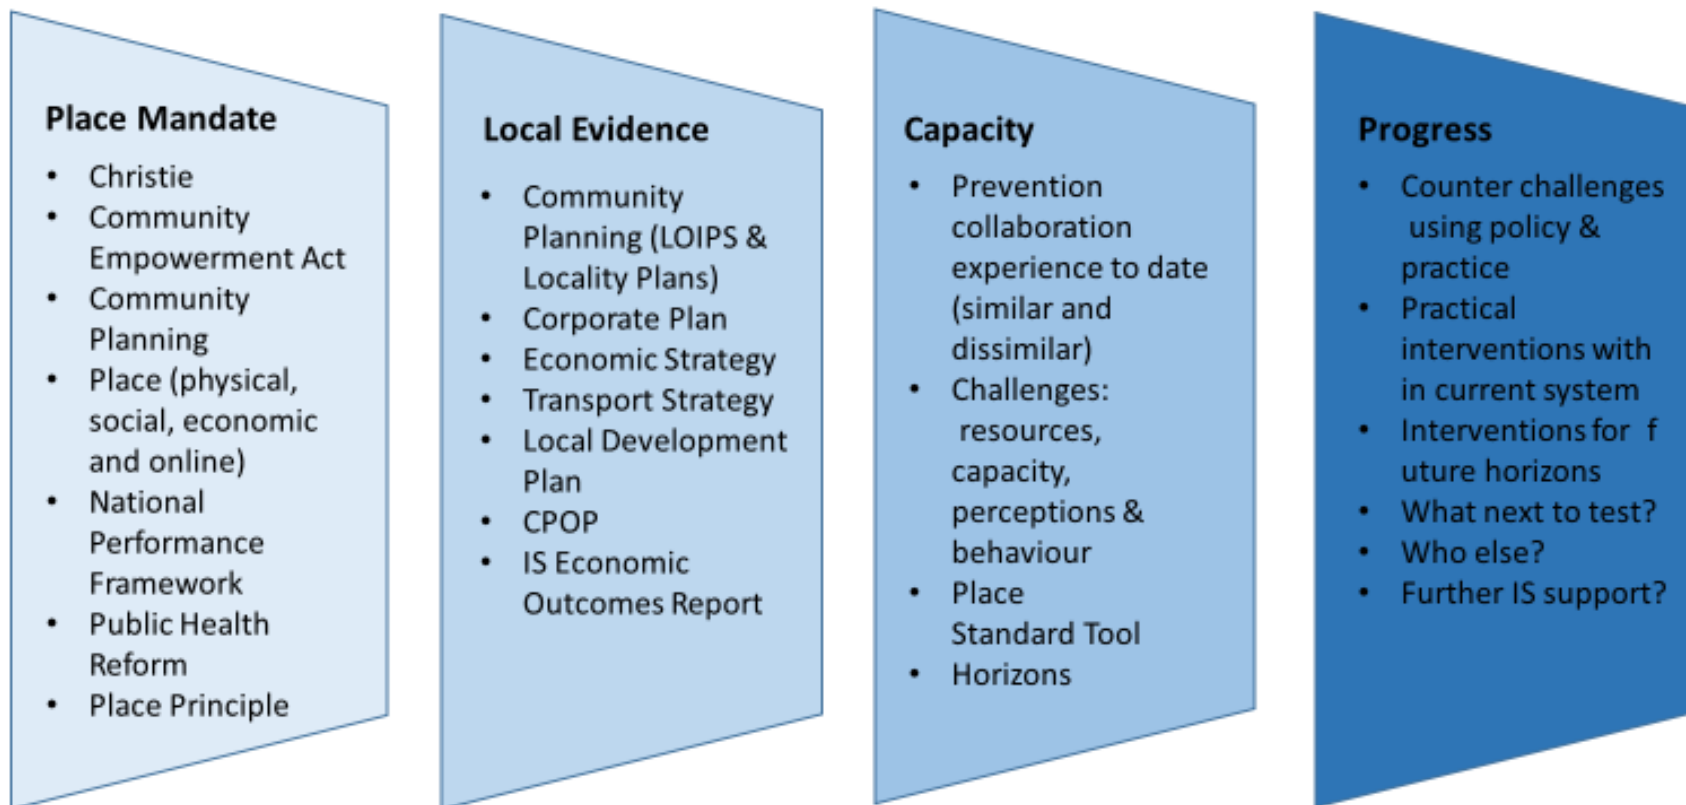 Place Mandate
• Christie
• Community
Empowerment Act
• Community
Planning
• Place (physical,
social, economic
and online)
• National
Performance
Framework
• Public Health
Reform
• Place Principle
Local Evidence
• Community
Planning (LOIPS &
Locality Plans)
• Corporate Plan
• Economic Strategy
• Transport Strategy
• Local Development
Plan
• CPOP
• IS Economic
Outcomes Report
Capacity
• Prevention
collaboration
experience to date
(similar and
dissimilar)
• Challenges:
resources,
capacity,
perceptions &
behaviour
• Place
Standard Tool
• Horizons
Progress
• Counter challenges
using policy &
practice
• Practical
interventions with
in current system
• Interventions for f
uture horizons
• What next to test?
• Who else?
• Further IS support?